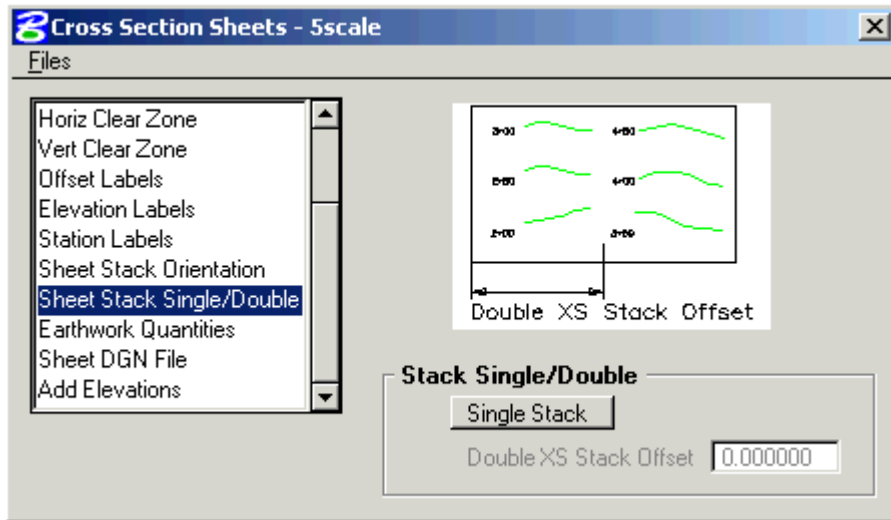 Cross Section Sheets - 5scale
Files
Horiz Clear Zone
Vert Clear Zone
Offset Labels
Elevation Labels
Station Labels
Sheet Stack Orientation
Sheet Stack Single/Double
Earthwork Quantities
Sheet DGN File
Add Elevations
Double XS Stack Offset
Stack Single/Double
Single Stack
Double XS Stack Offset 0.000000